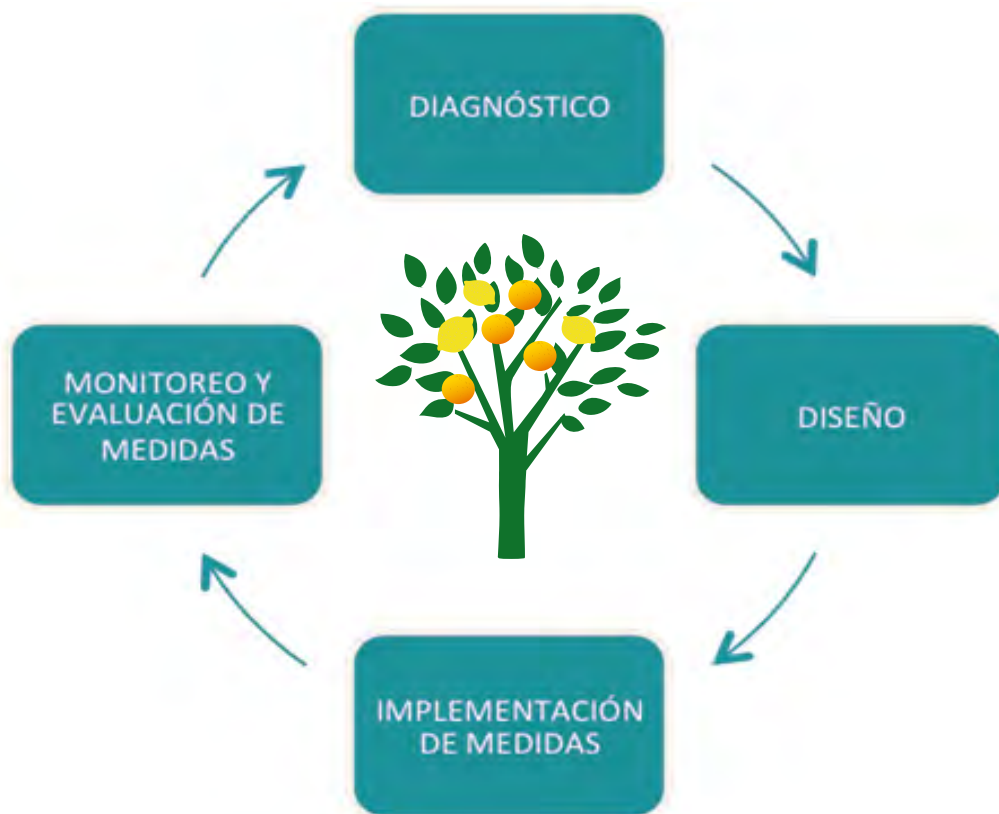 DIAGNÓSTICO
DISEÑO
IMPLEMENTACIÓN
DE MEDIDAS
MONITOREO Y
EVALUACIÓN DE
MEDIDAS